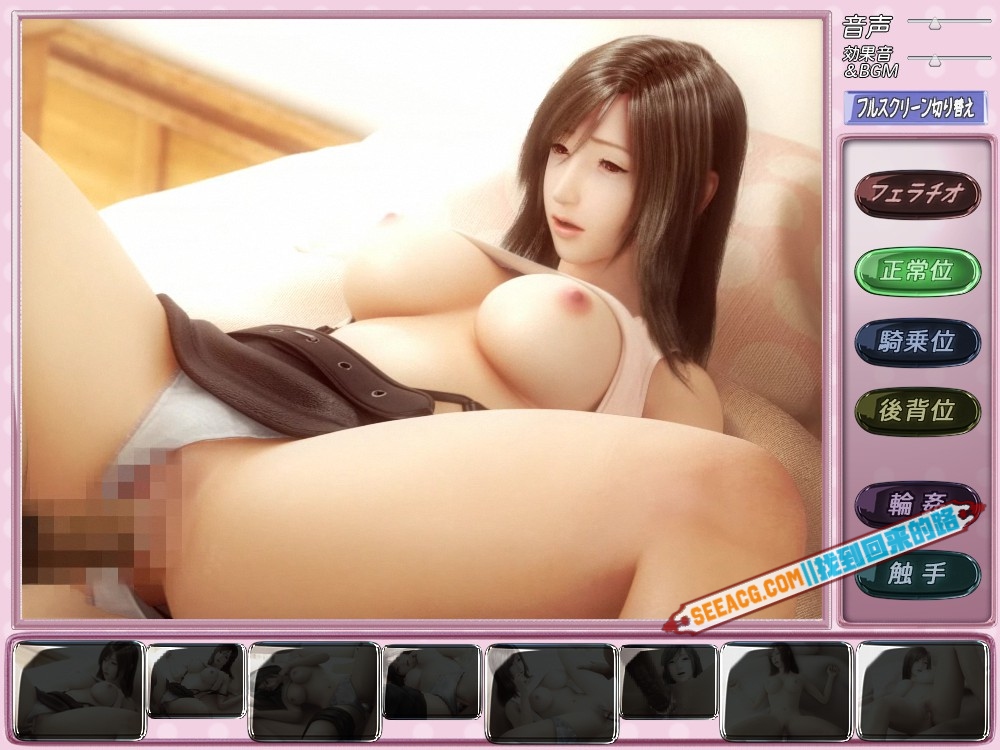 音声
効果音
&BGM
フルスクリーン切り替え
フェラチオ
正常位
騎乗位
後背位
輪姦
触手
SEEACG.COM||找到回来的路